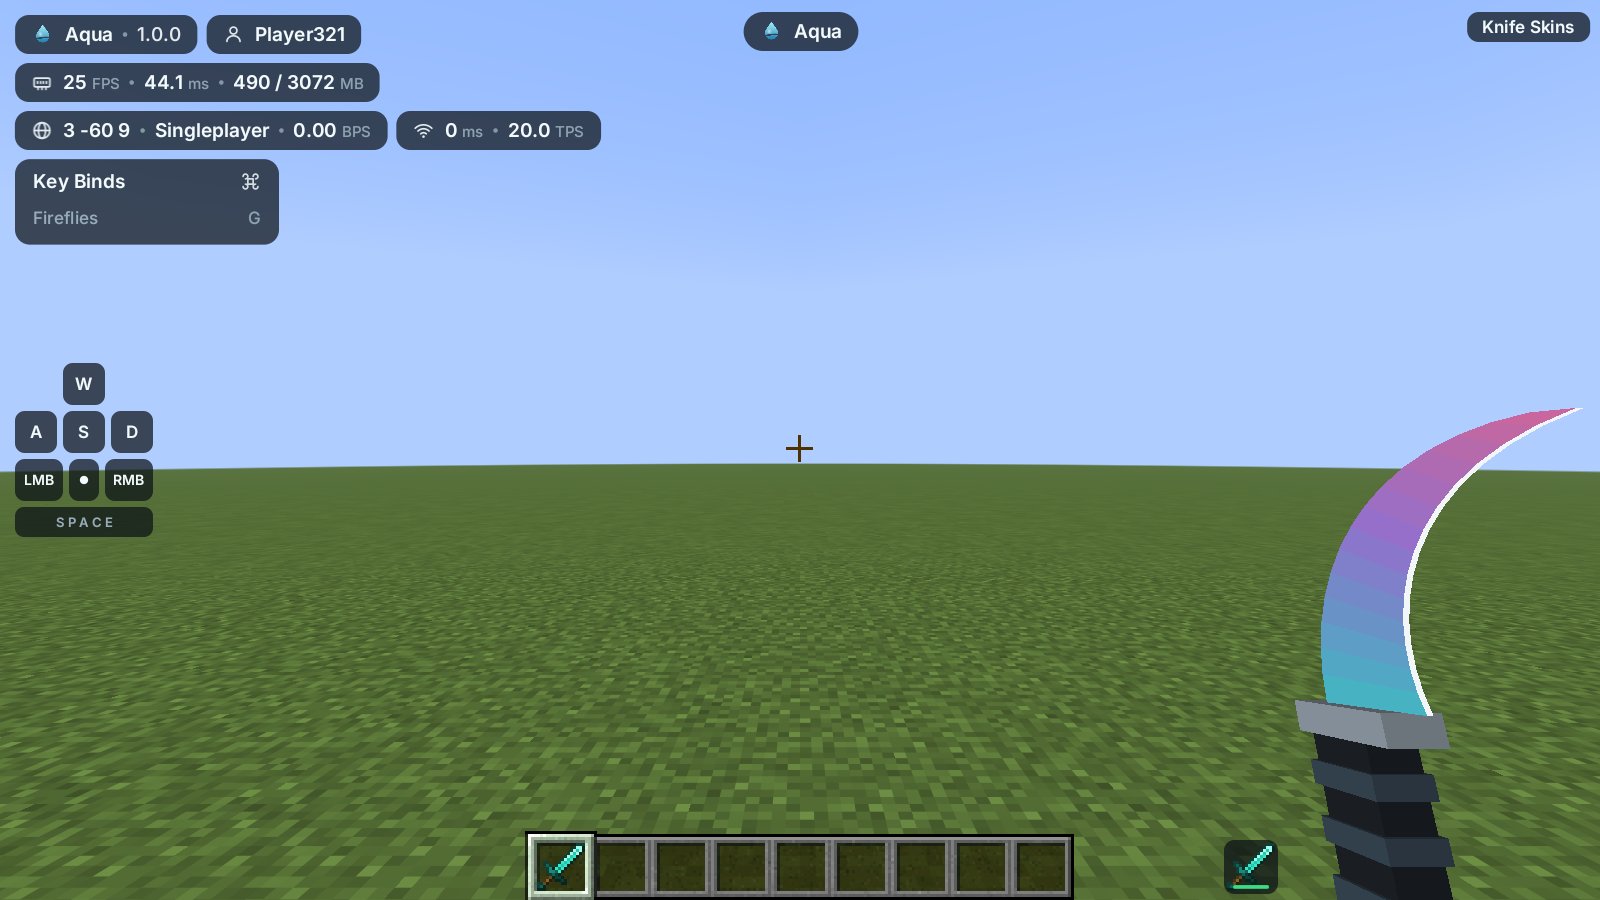 Aqua • 1.0.0
Player321
Aqua
Knife Skins
25 FPS • 44.1 ms • 490 / 3072 MB
3 -60 9 • Singleplayer • 0.00 BPS
0 ms • 20.0 TPS
Key Binds ⌘
Fireflies G
W
A S D
LMB RMB
SPACE